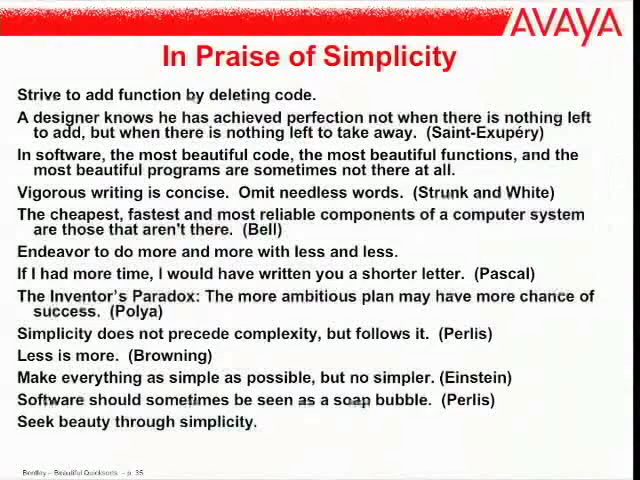 AVAYA
In Praise of Simplicity
Strive to add function by deleting code.
A designer knows he has achieved perfection not when there is nothing left
to add, but when there is nothing left to take away. (Saint-Exupéry)
In software, the most beautiful code, the most beautiful functions, and the
most beautiful programs are sometimes not there at all.
Vigorous writing is concise. Omit needless words. (Strunk and White)
The cheapest, fastest and most reliable components of a computer system
are those that aren't there. (Bell)
Endeavor to do more and more with less and less.
If I had more time, I would have written you a shorter letter. (Pascal)
The Inventor's Paradox: The more ambitious plan may have more chance of
success. (Polya)
Simplicity does not precede complexity, but follows it. (Perlis)
Less is more. (Browning)
Make everything as simple as possible, but no simpler. (Einstein)
Software should sometimes be seen as a soap bubble. (Perlis)
Seek beauty through simplicity.
Bentley – Beautiful Quicksorts – p. 35